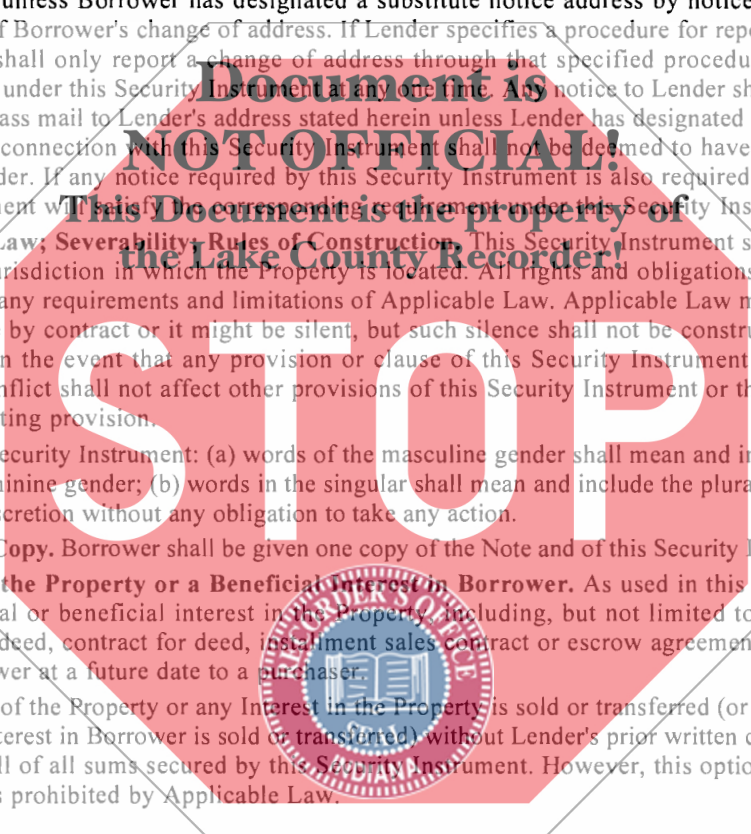 unless Borrower has designated a substitute notice address by notice
f Borrower's change of address. If Lender specifies a procedure for rep
shall only report a change of address through that specified procedu
Document is
under this Security Instrument at any one time. Any notice to Lender sh
ass mail to Lender's address stated herein unless Lender has designated
NOT OFFICIAL!
connection with this Security Instrument shall not be deemed to have
der. If any notice required by this Security Instrument is also required
This Document is the property of
ent will satisfy the corresponding requirement under this Security Ins
Law; Severability; Rules of Construction. This Security Instrument s
the Lake County Recorder!
risdiction in which the Property is located. All rights and obligations
any requirements and limitations of Applicable Law. Applicable Law m
by contract or it might be silent, but such silence shall not be constru
n the event that any provision or clause of this Security Instrument
nflict shall not affect other provisions of this Security Instrument or th
ting provision.
STOP
ecurity Instrument: (a) words of the masculine gender shall mean and in
minine gender; (b) words in the singular shall mean and include the plura
scretion without any obligation to take any action.
Copy. Borrower shall be given one copy of the Note and of this Security I
the Property or a Beneficial Interest in Borrower. As used in this
al or beneficial interest in the Property, including, but not limited to
deed, contract for deed, installment sales contract or escrow agreemen
wer at a future date to a purchaser.
RECORDER'S OFFICE
SEAL
INDIANA
of the Property or any Interest in the Property is sold or transferred (or
terest in Borrower is sold or transferred) without Lender's prior written c
ll of all sums secured by this Security Instrument. However, this optio
s prohibited by Applicable Law.